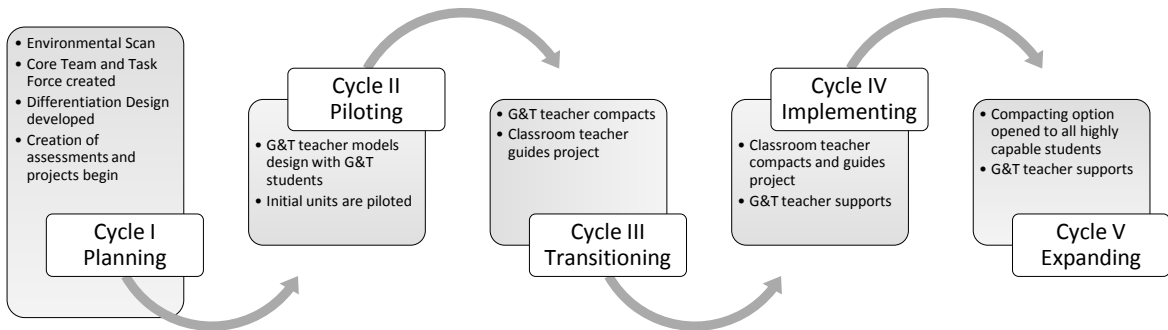 • Environmental Scan
• Core Team and Task
Force created
• Differentiation Design
developed
• Creation of
assessments and
projects begin
Cycle I
Planning
Cycle II
Piloting
• G&T teacher models
design with G&T
students
• Initial units are piloted
• G&T teacher compacts
• Classroom teacher
guides project
Cycle III
Transitioning
Cycle IV
Implementing
• Classroom teacher
compacts and guides
project
• G&T teacher supports
• Compacting option
opened to all highly
capable students
• G&T teacher supports
Cycle V
Expanding